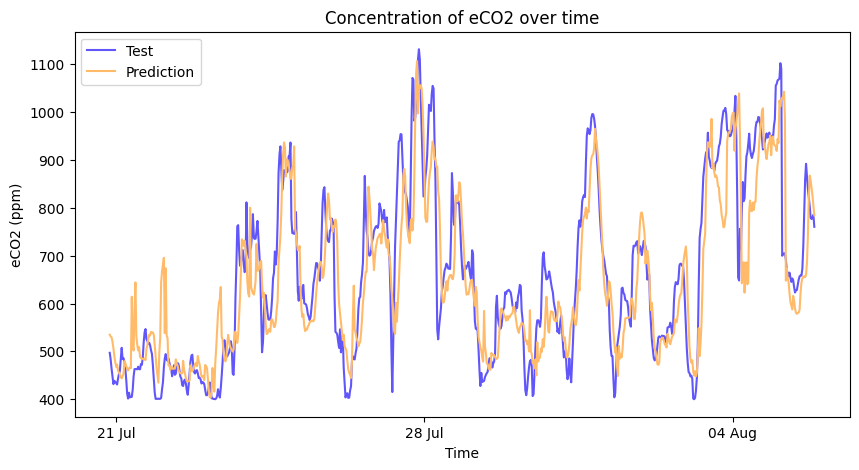 Concentration of eCO2 over time
Test
Prediction
eCO2 (ppm)
1100
1000
900
800
700
600
500
400
21 Jul
28 Jul
04 Aug
Time